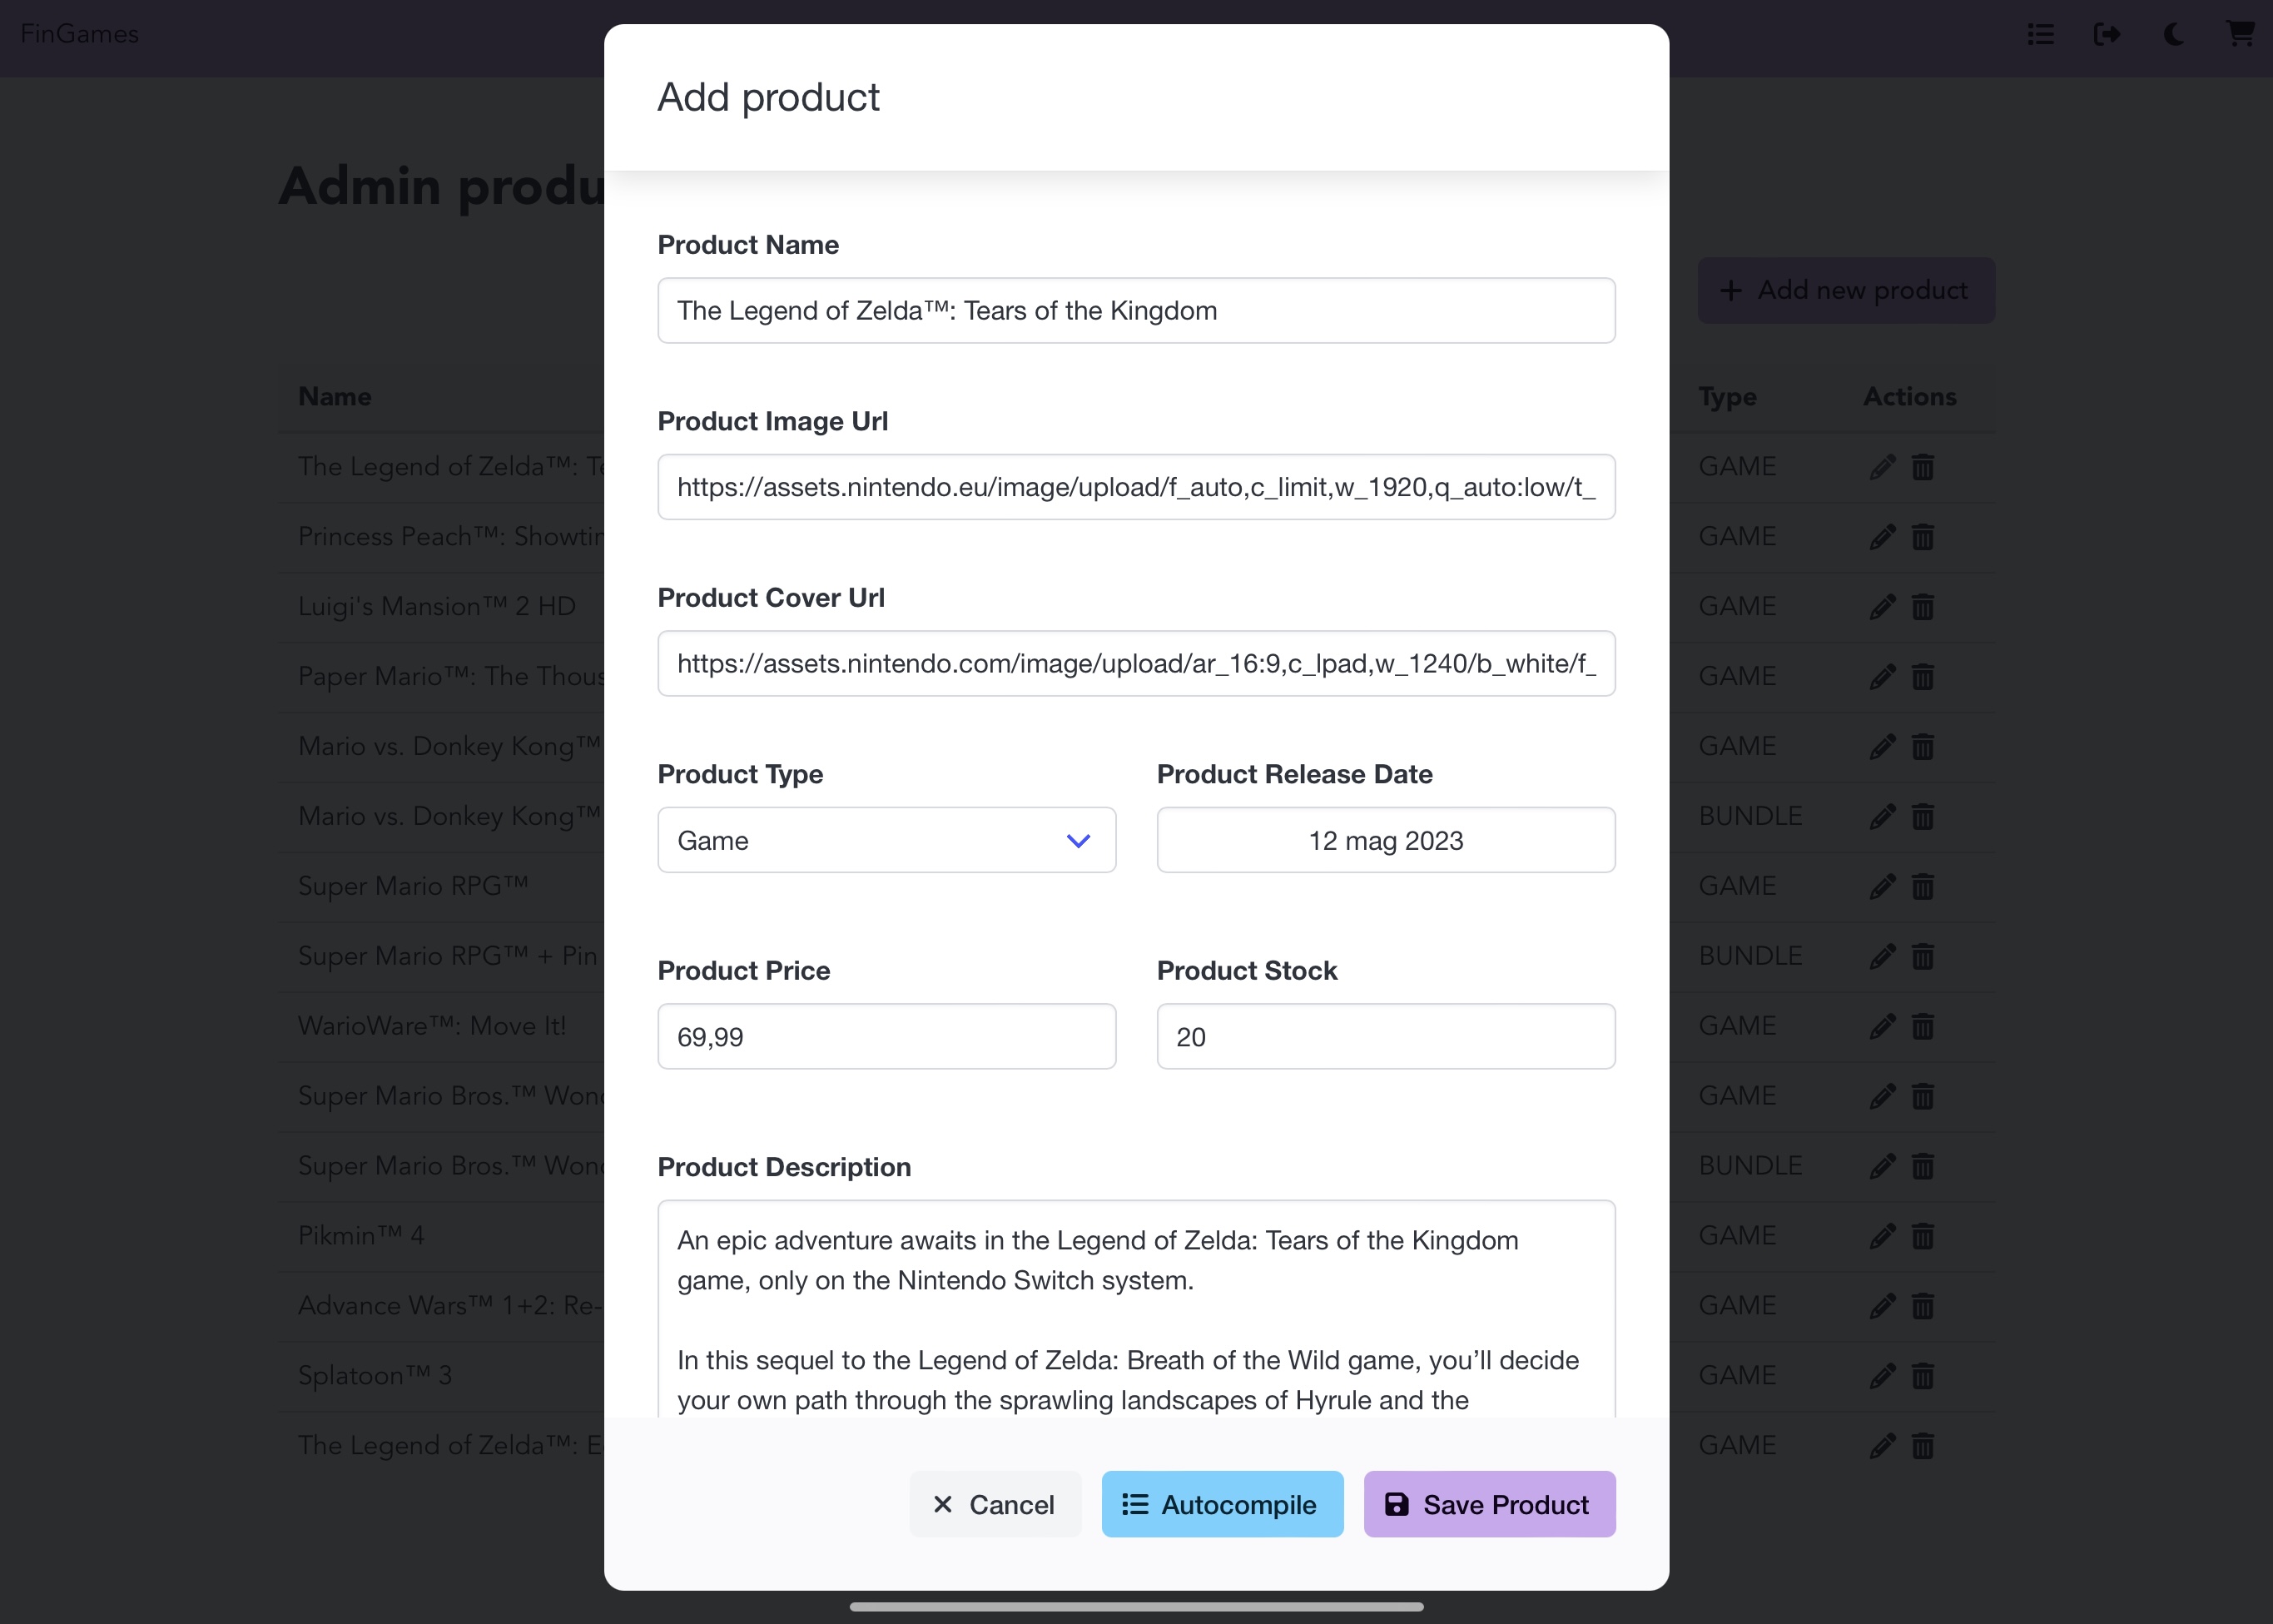 FinGames
Add product
Admin produ
Product Name
The Legend of Zelda™: Tears of the Kingdom
+ Add new product
Name
Type
Actions
Product Image Url
https://assets.nintendo.eu/image/upload/f_auto,c_limit,w_1920,q_auto:low/t_
The Legend of Zelda™: Te
GAME
Princess Peach™: Showtin
GAME
Product Cover Url
https://assets.nintendo.com/image/upload/ar_16:9,c_lpad,w_1240/b_white/f_
Luigi's Mansion™ 2 HD
GAME
Paper Mario™: The Thous
GAME
Mario vs. Donkey Kong™
GAME
Product Type
Product Release Date
Game
12 mag 2023
Mario vs. Donkey Kong™
BUNDLE
Super Mario RPG™
GAME
Super Mario RPG™ + Pin
BUNDLE
Product Price
Product Stock
69,99
20
WarioWare™: Move It!
GAME
Super Mario Bros.™ Wond
GAME
Super Mario Bros.™ Wond
BUNDLE
Product Description
An epic adventure awaits in the Legend of Zelda: Tears of the Kingdom
game, only on the Nintendo Switch system.
In this sequel to the Legend of Zelda: Breath of the Wild game, you’ll decide
your own path through the sprawling landscapes of Hyrule and the
Pikmin™ 4
GAME
Advance Wars™ 1+2: Re-
GAME
Splatoon™ 3
GAME
The Legend of Zelda™: E
GAME
Cancel
Autocompile
Save Product